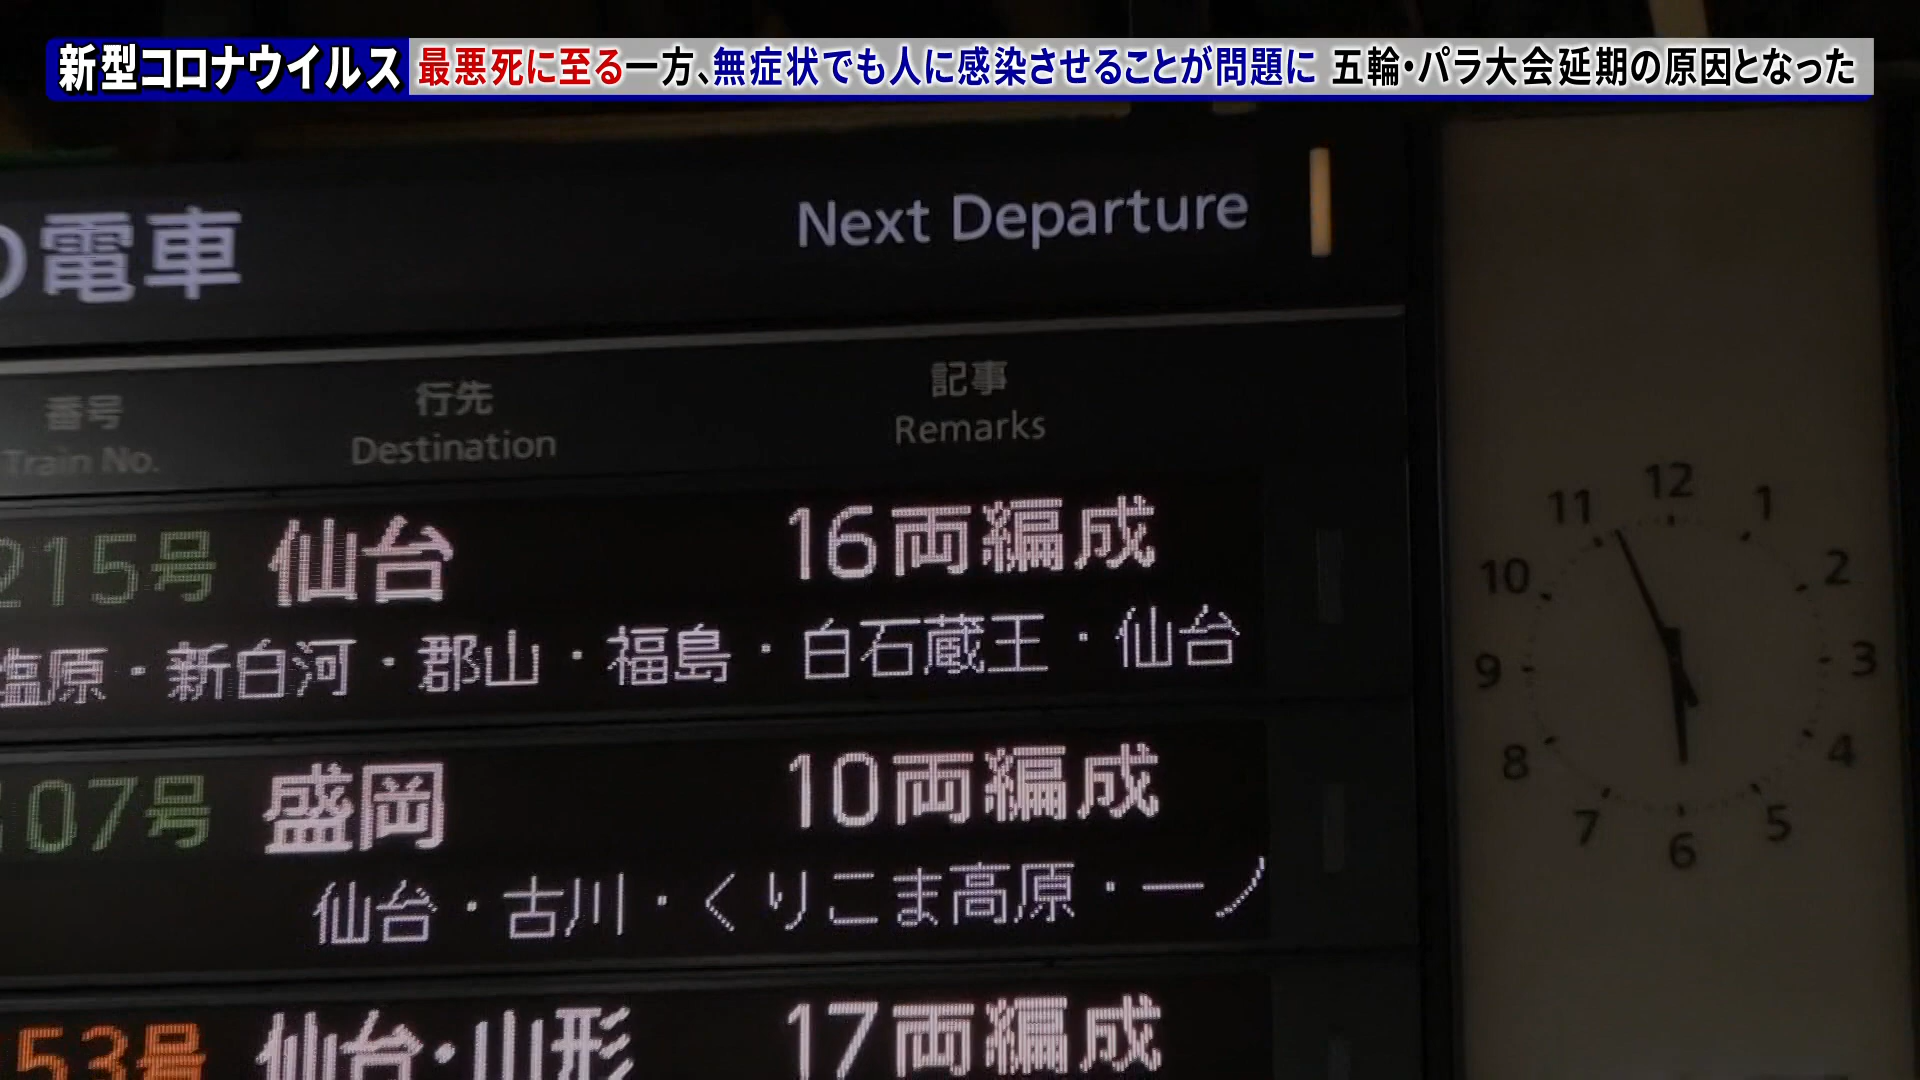 新型コロナウイルス 最悪死に至る一方、無症状でも人に感染させることが問題に 五輪・パラ大会延期の原因となった
の電車 Next Departure
番号 行先 記事
Train No. Destination Remarks
215号 仙台 16両編成
塩原・新白河・郡山・福島・白石蔵王・仙台
107号 盛岡 10両編成
仙台・古川・くりこま高原・一ノ
53号 仙台・山形 17両編成
12
11 1
10 2
9 3
8 4
7 5
6